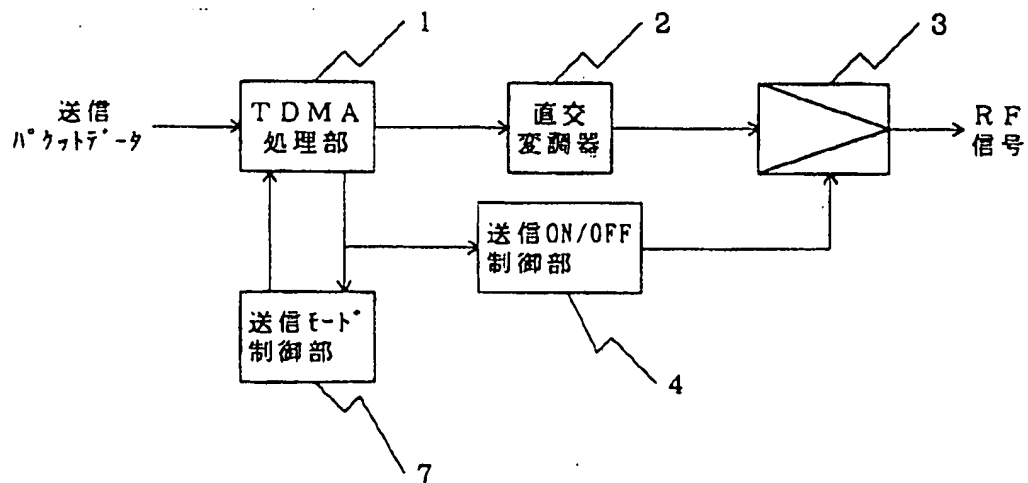 1
2
3
送信
パケットデータ
TDMA
処理部
直交
変調器
RF
信号
送信ON/OFF
制御部
送信モード
制御部
4
7